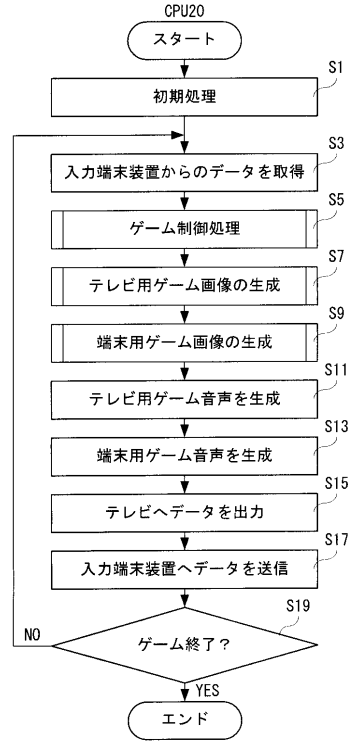 CPU20
スタート
S1
初期処理
S3
入力端末装置からのデータを取得
S5
ゲーム制御処理
S7
テレビ用ゲーム画像の生成
S9
端末用ゲーム画像の生成
S11
テレビ用ゲーム音声を生成
S13
端末用ゲーム音声を生成
S15
テレビへデータを出力
S17
入力端末装置へデータを送信
S19
ゲーム終了？
NO
YES
エンド